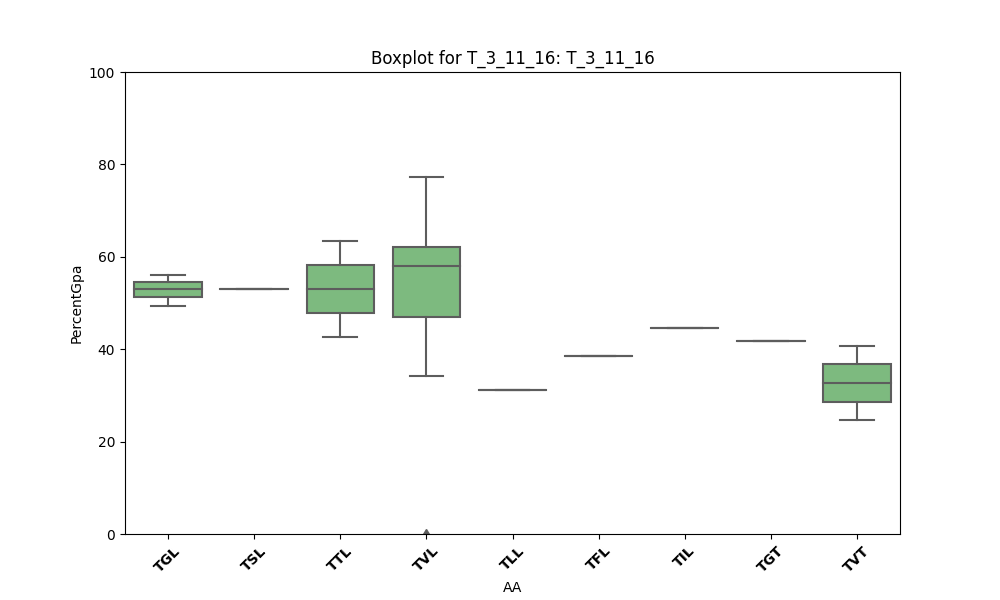 Boxplot for T_3_11_16: T_3_11_16
100
80
60
40
20
0
PercentGpa
TGL TSL TTL TVL TLL TFL TIL TGT TVT
AA